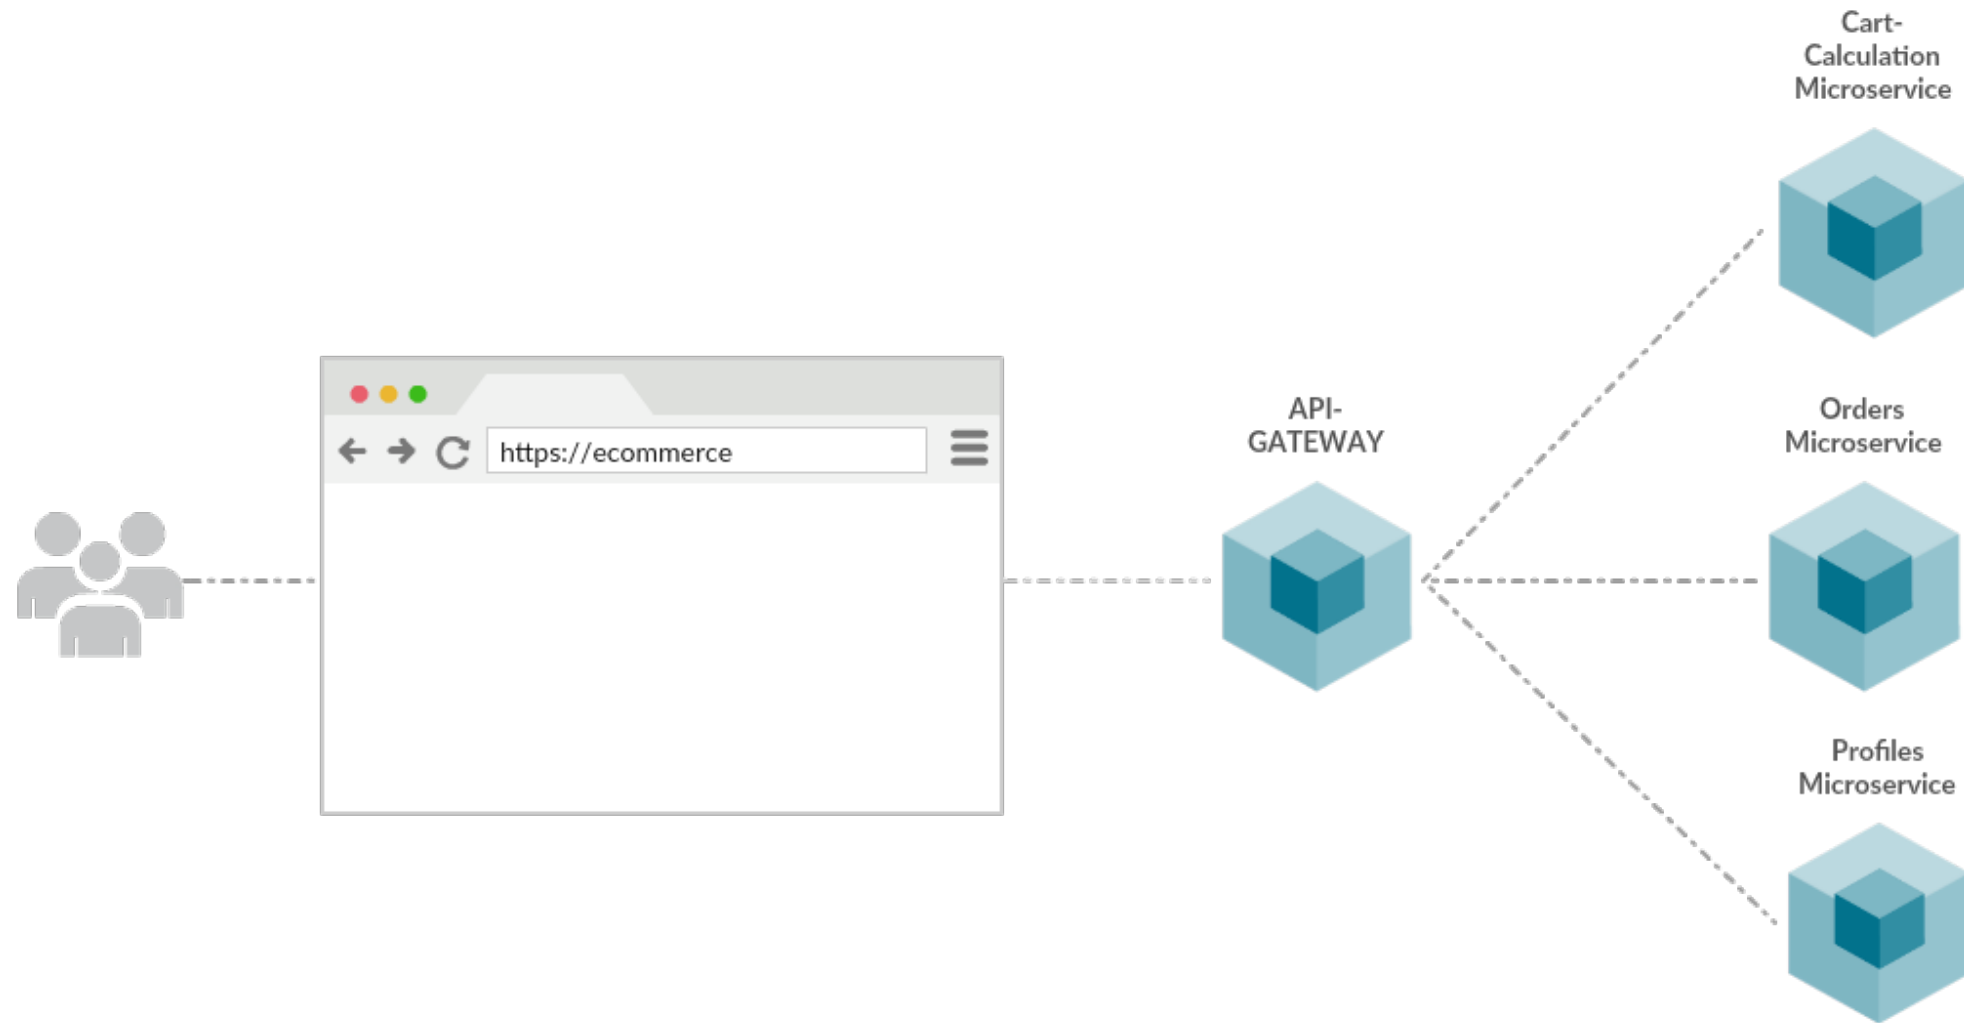 Cart-
Calculation
Microservice
API-
GATEWAY
Orders
Microservice
https://ecommerce
Profiles
Microservice